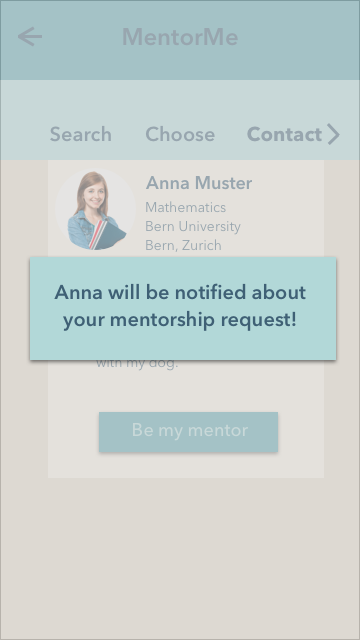 MentorMe
Search Choose Contact
Anna Muster
Mathematics
Bern University
Bern, Zurich
Anna will be notified about
your mentorship request!
with my dog.
Be my mentor